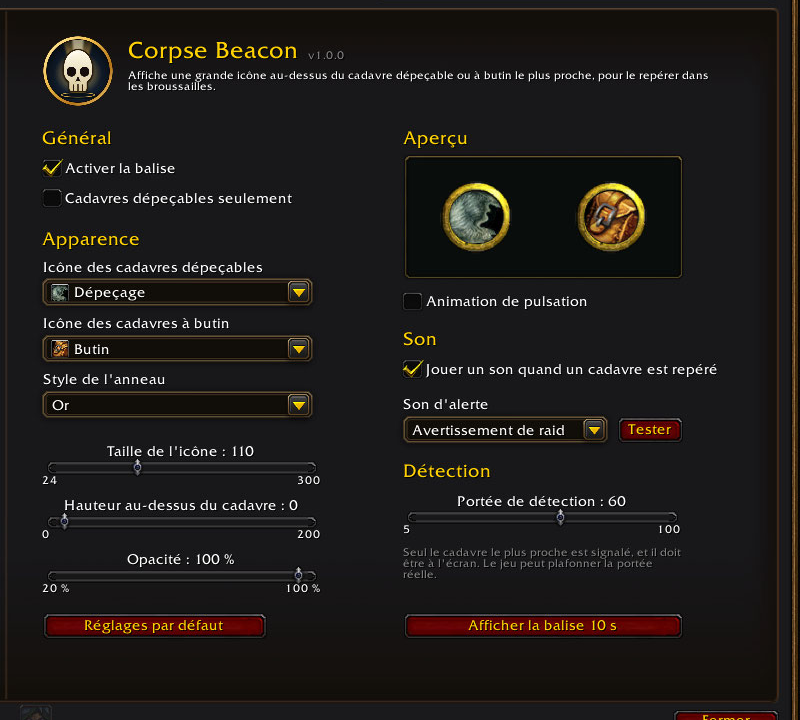 Corpse Beacon v1.0.0
Affiche une grande icône au-dessus du cadavre dépeçable ou à butin le plus proche, pour le repérer dans
les broussailles.
Général
Activer la balise
Cadavres dépeçables seulement
Apparence
Icône des cadavres dépeçables
Dépeçage
Icône des cadavres à butin
Butin
Style de l'anneau
Or
Taille de l'icône : 110
24 300
Hauteur au-dessus du cadavre : 0
0 200
Opacité : 100 %
20 % 100 %
Réglages par défaut
Aperçu
Animation de pulsation
Son
Jouer un son quand un cadavre est repéré
Son d'alerte
Avertissement de raid
Tester
Détection
Portée de détection : 60
5 100
Seul le cadavre le plus proche est signalé, et il doit
être à l'écran. Le jeu peut plafonner la portée
réelle.
Afficher la balise 10 s
Fermer